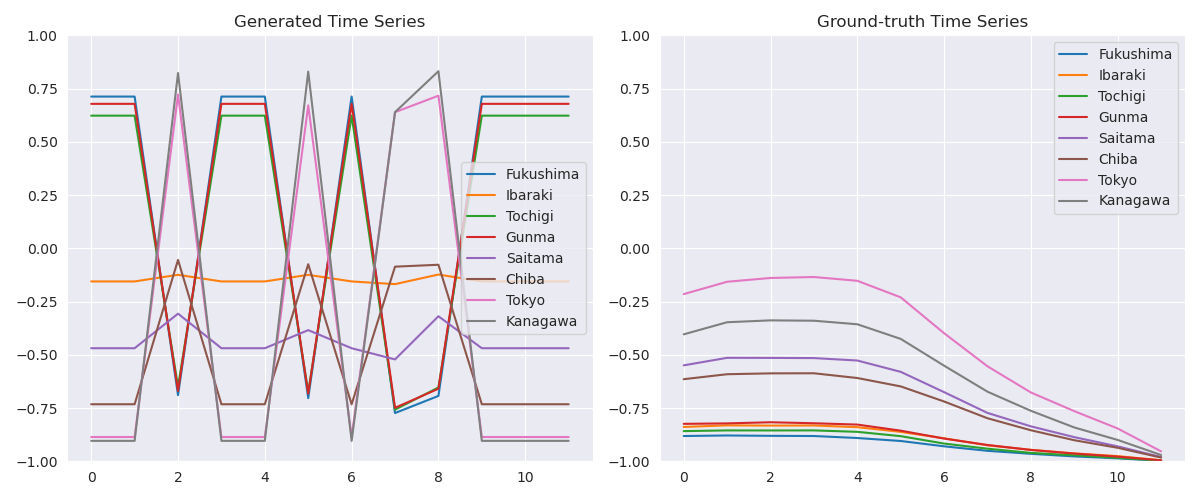 Generated Time Series
1.00
0.75
0.50
0.25
0.00
−0.25
−0.50
−0.75
−1.00
0 2 4 6 8 10
Fukushima
Ibaraki
Tochigi
Gunma
Saitama
Chiba
Tokyo
Kanagawa
Ground-truth Time Series
1.00
0.75
0.50
0.25
0.00
−0.25
−0.50
−0.75
−1.00
0 2 4 6 8 10
Fukushima
Ibaraki
Tochigi
Gunma
Saitama
Chiba
Tokyo
Kanagawa